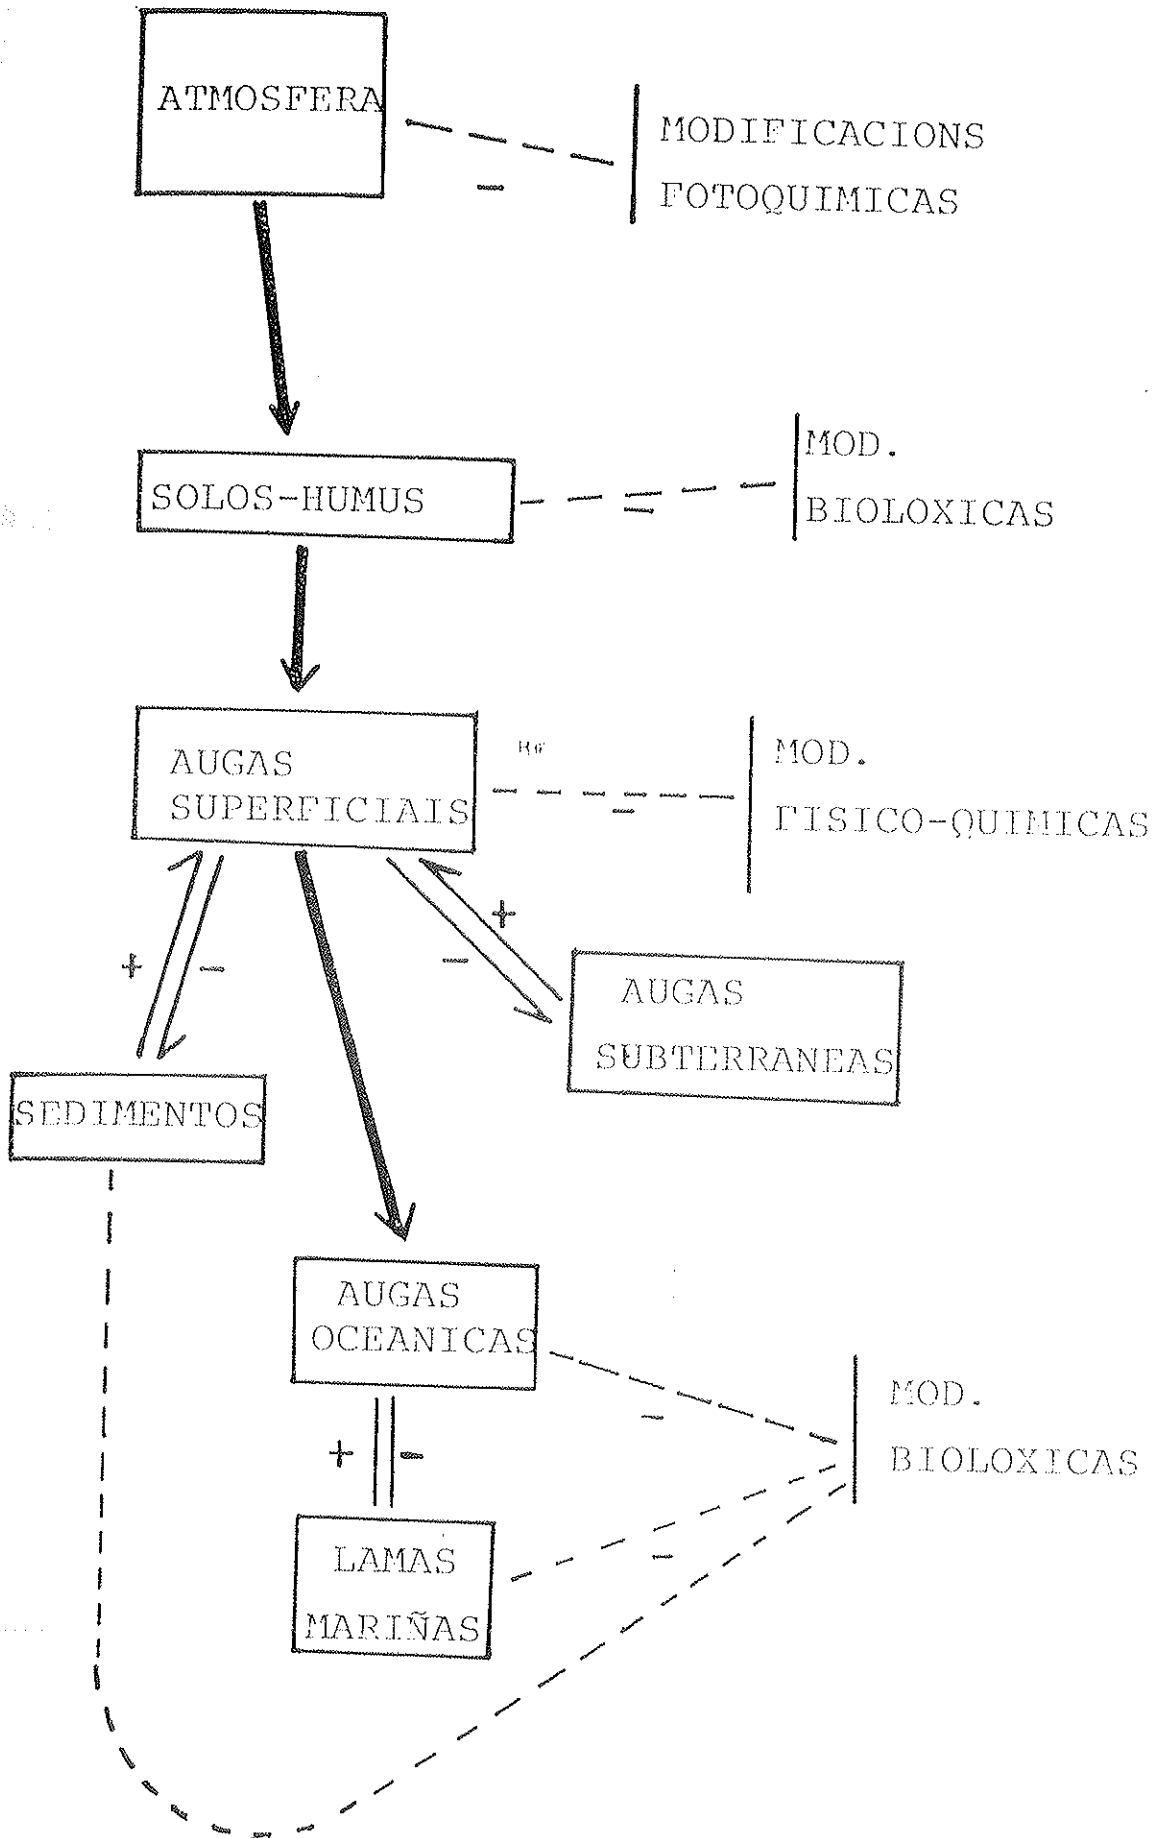 ATMOSFERA
MODIFICACIONS
FOTOQUIMICAS
-
SOLOS-HUMUS
MOD.
BIOLOXICAS
-
AUGAS
SUPERFICIAIS
MOD.
FISICO-QUIMICAS
-
+ -
+
-
AUGAS
SUBTERRANEAS
SEDIMENTOS
AUGAS
OCEANICAS
-
MOD.
BIOLOXICAS
+ -
LAMAS
MARIÑAS
-